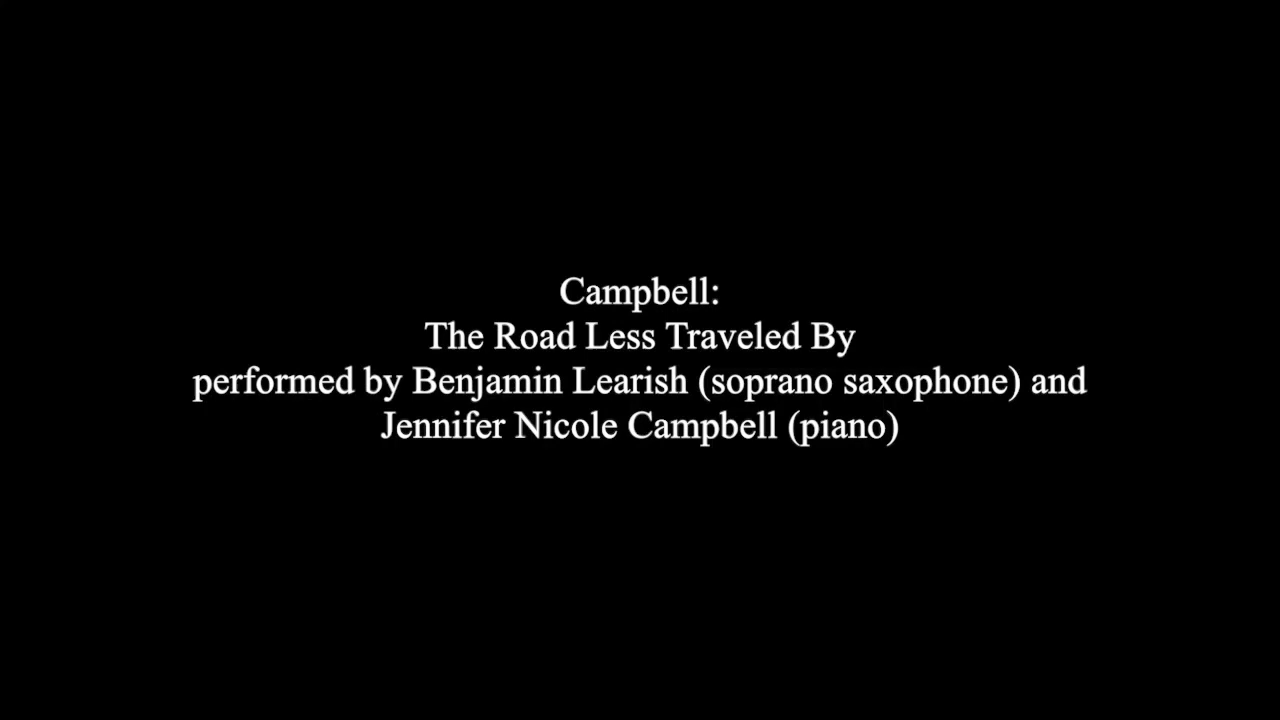 Campbell:
The Road Less Traveled By
performed by Benjamin Learish (soprano saxophone) and
Jennifer Nicole Campbell (piano)